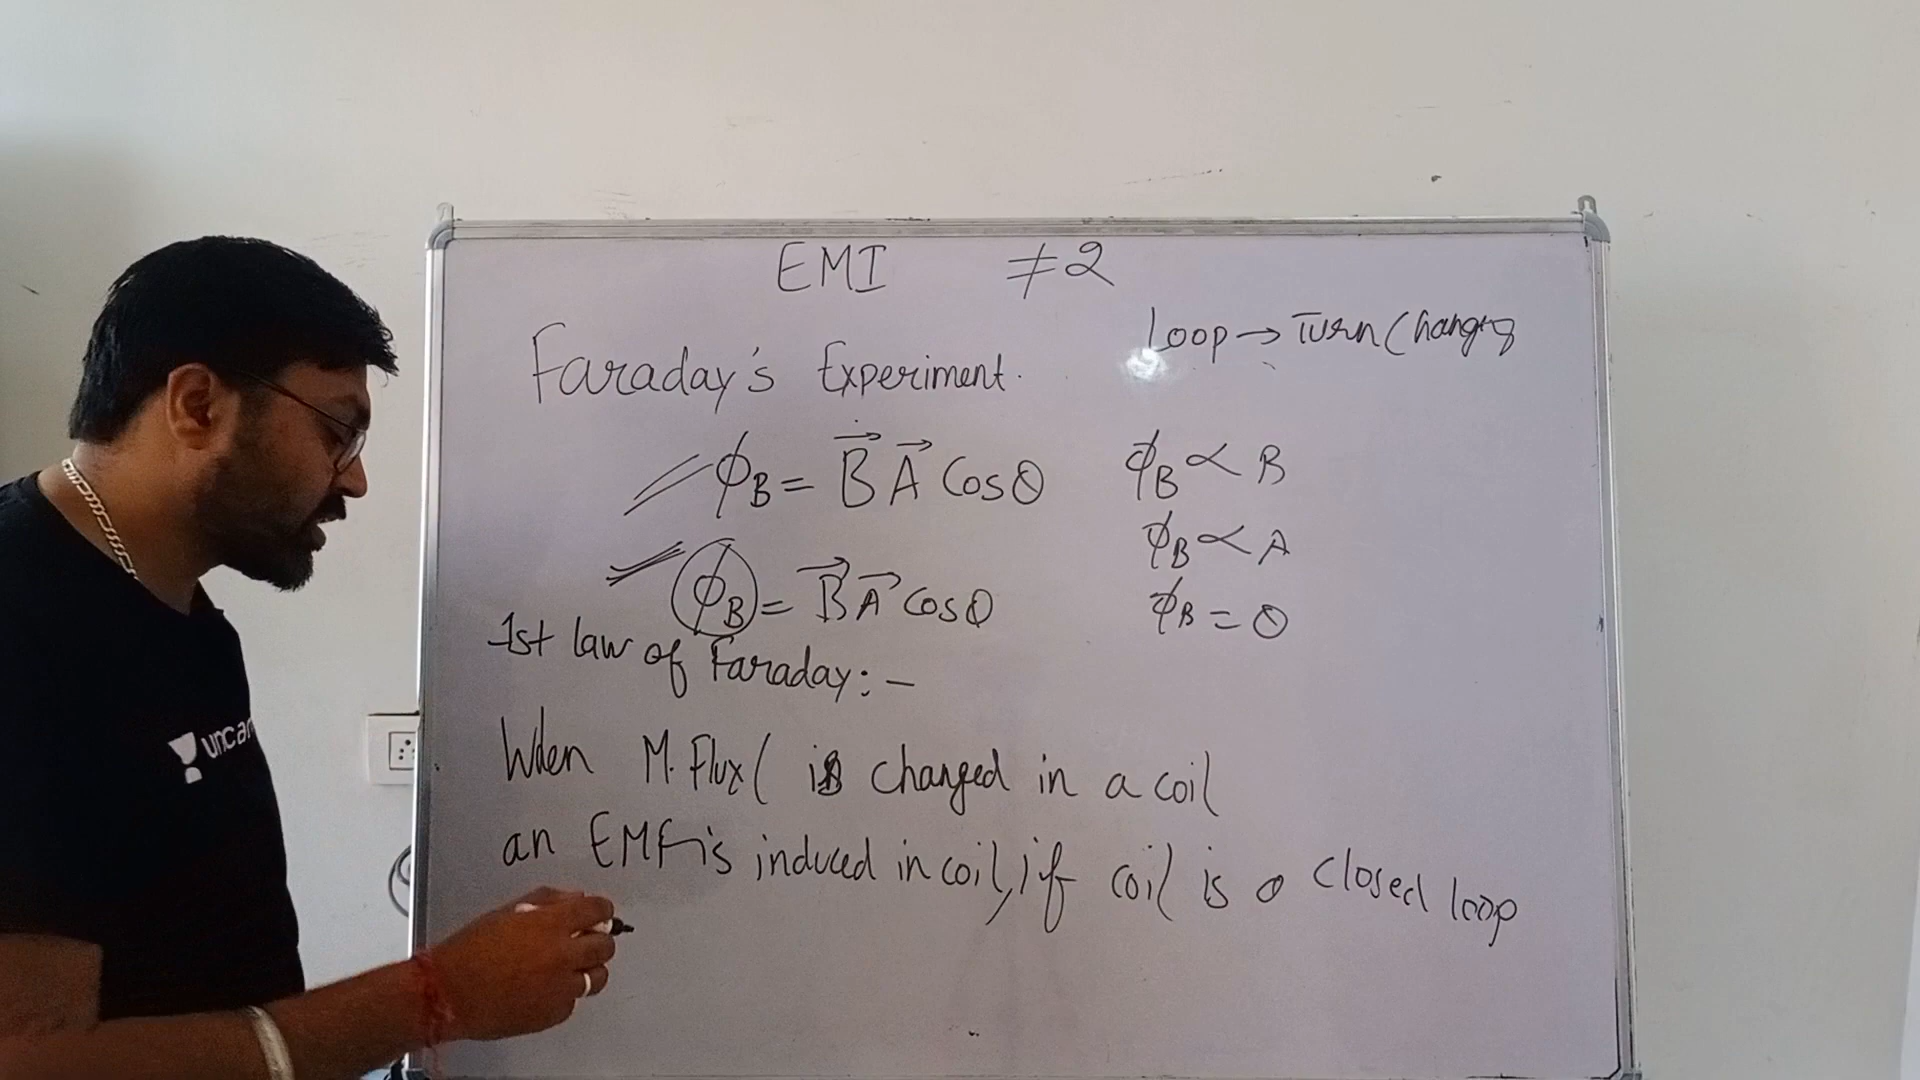 EMI #2
Loop → Turn Changing
Faraday's Experiment.
ϕB = B⃗ A⃗ Cosθ
ϕB ∝ B
ϕB ∝ A
ϕB = B⃗ A⃗ Cosθ
ϕB = θ
1st law of Faraday:-
When M. Flux( is changed in a coil
an EMF is induced in coil, if coil is a closed loop
unca